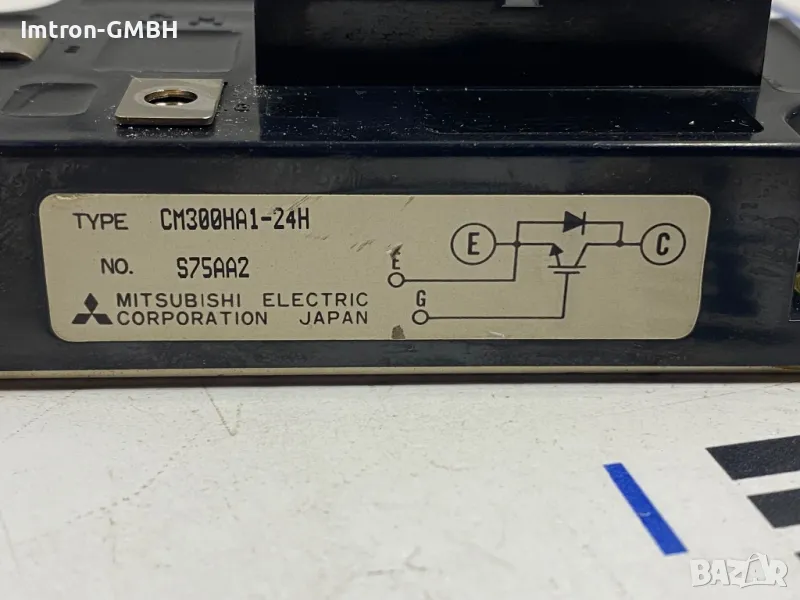 Imtron-GMBH
TYPE CM300HA1-24H
NO. S75AA2
MITSUBISHI ELECTRIC
CORPORATION JAPAN
E
G
E
C
BAZAR